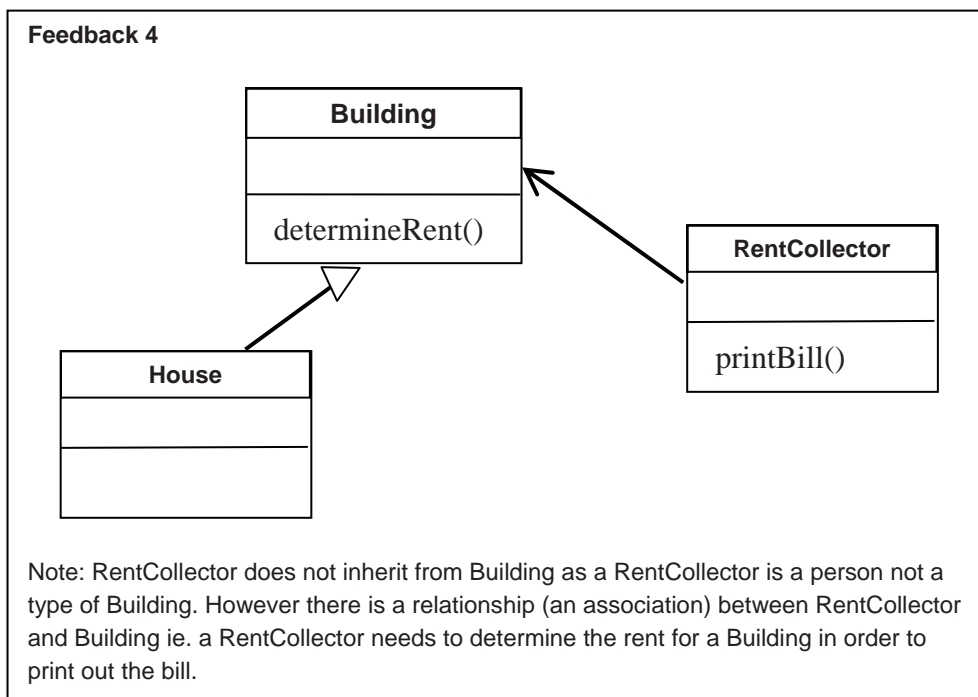 Feedback 4
Building
determineRent()
RentCollector
printBill()
House
Note: RentCollector does not inherit from Building as a RentCollector is a person not a
type of Building. However there is a relationship (an association) between RentCollector
and Building ie. a RentCollector needs to determine the rent for a Building in order to
print out the bill.